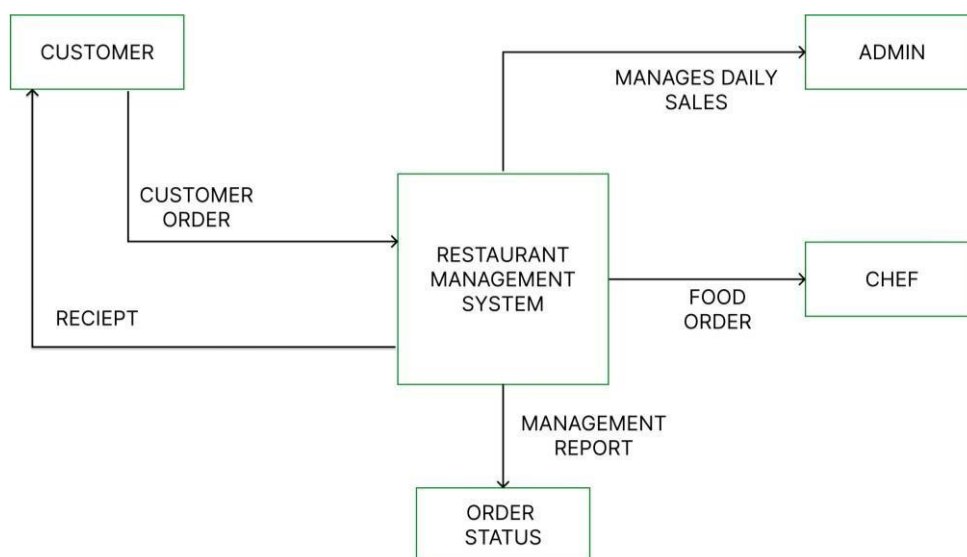 CUSTOMER
ADMIN
MANAGES DAILY
SALES
CUSTOMER
ORDER
RESTAURANT
MANAGEMENT
SYSTEM
CHEF
FOOD
ORDER
RECIEPT
MANAGEMENT
REPORT
ORDER
STATUS